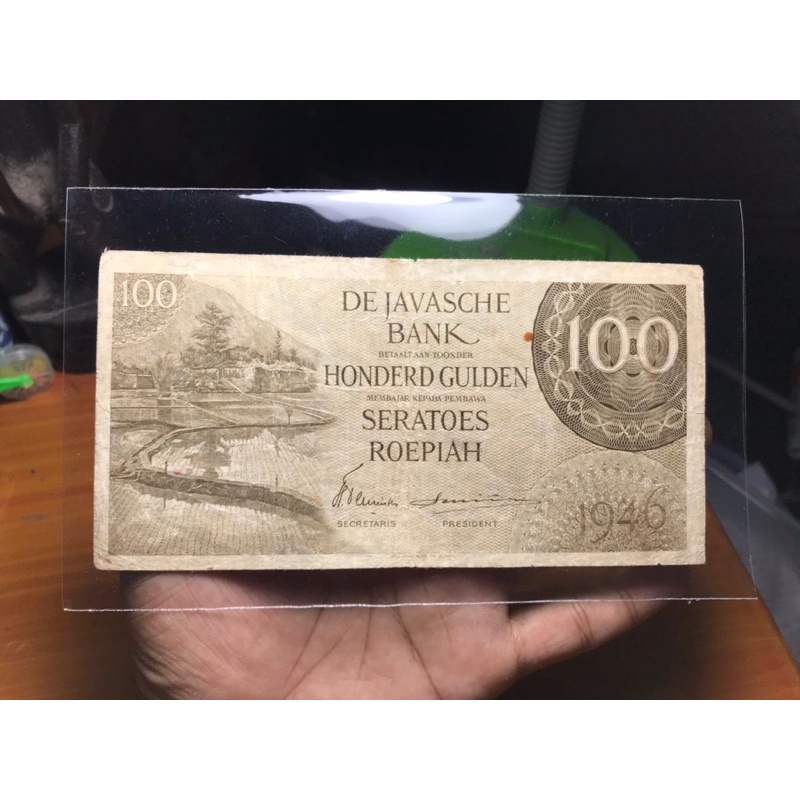 100
DE JAVASCHE
BANK
BETAALT AAN TOONDER
HONDERD GULDEN
MEMBAJAR KEPADA PEMBAWA
SERATOES
ROEPIAH
SECRETARIS PRESIDENT
100
1946